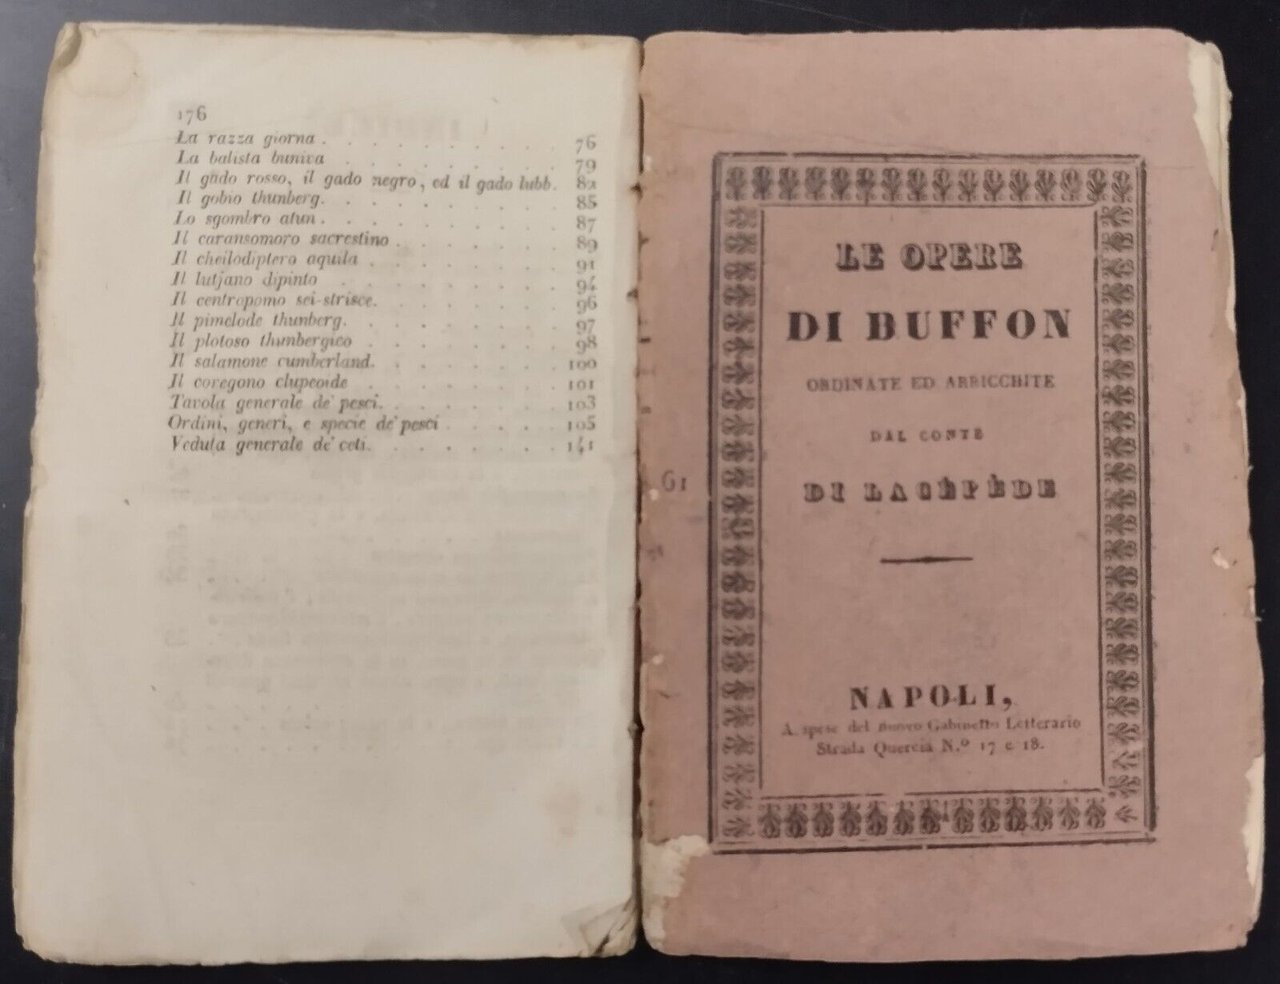 176
La razza giorna . . . . . . . . . . 76
La balista buniva . . . . . . . . . 79
Il gado rosso, il gado negro, ed il gado lubb. 82
Il gobio thunberg. . . . . . . . . . 85
Lo sgombro atun . . . . . . . . . . 87
Il caransomoro sacrestino . . . . . . . 89
Il cheilodiptero aquila . . . . . . . . 91
Il lutjano dipinto . . . . . . . . . 94
Il centropomo sei-strisce. . . . . . . . 96
Il pimelode thunberg. . . . . . . . . 97
Il plotoso thunbergico . . . . . . . . 98
Il salamone cumberland. . . . . . . . 100
Il coregono clupeoide . . . . . . . . 101
Tavola generale de' pesci. . . . . . . . 103
Ordini, generi, e specie de' pesci . . . . . 105
Veduta generale de' ceti. . . . . . . . 141
61
LE OPERE
DI BUFFON
ORDINATE ED ARRICCHITE
DAL CONTE
DI LACÈPÈDE
NAPOLI,
A spese del nuovo Gabinetto Letterario
Strada Quercia N.º 17 e 18.